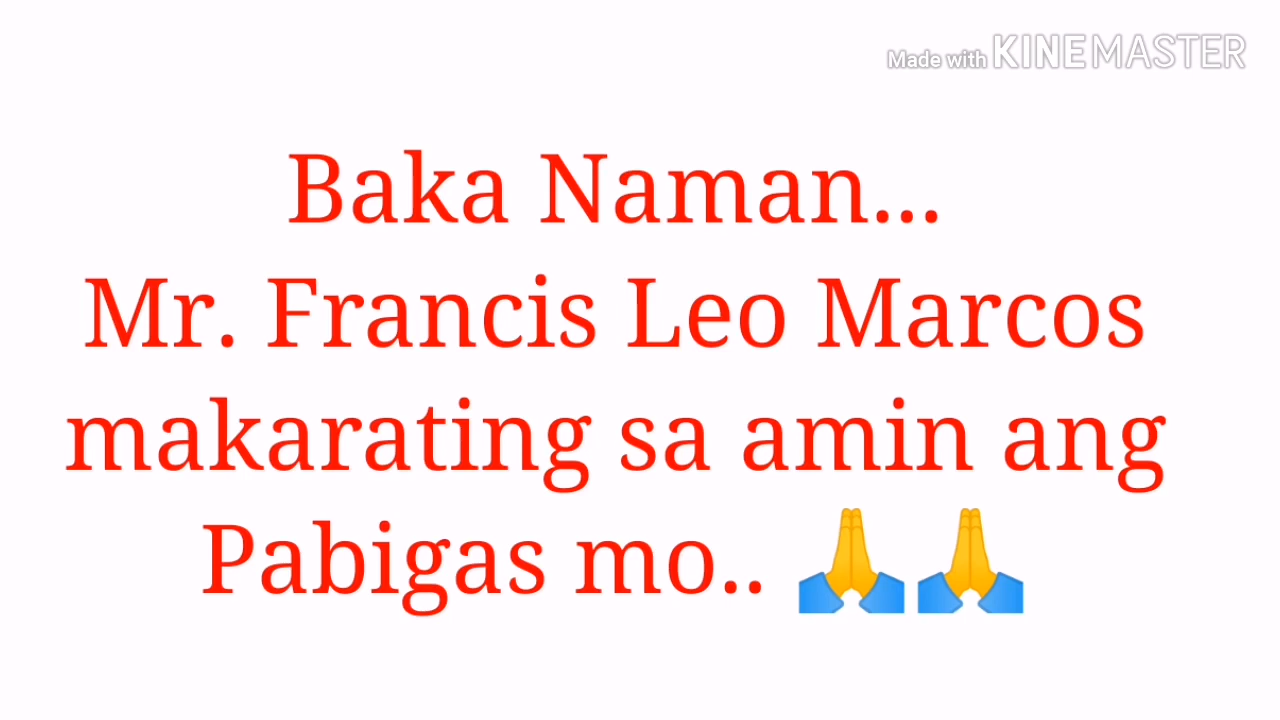 Made with KINEMASTER
Baka Naman...
Mr. Francis Leo Marcos
makarating sa amin ang
Pabigas mo.. 🙏🙏